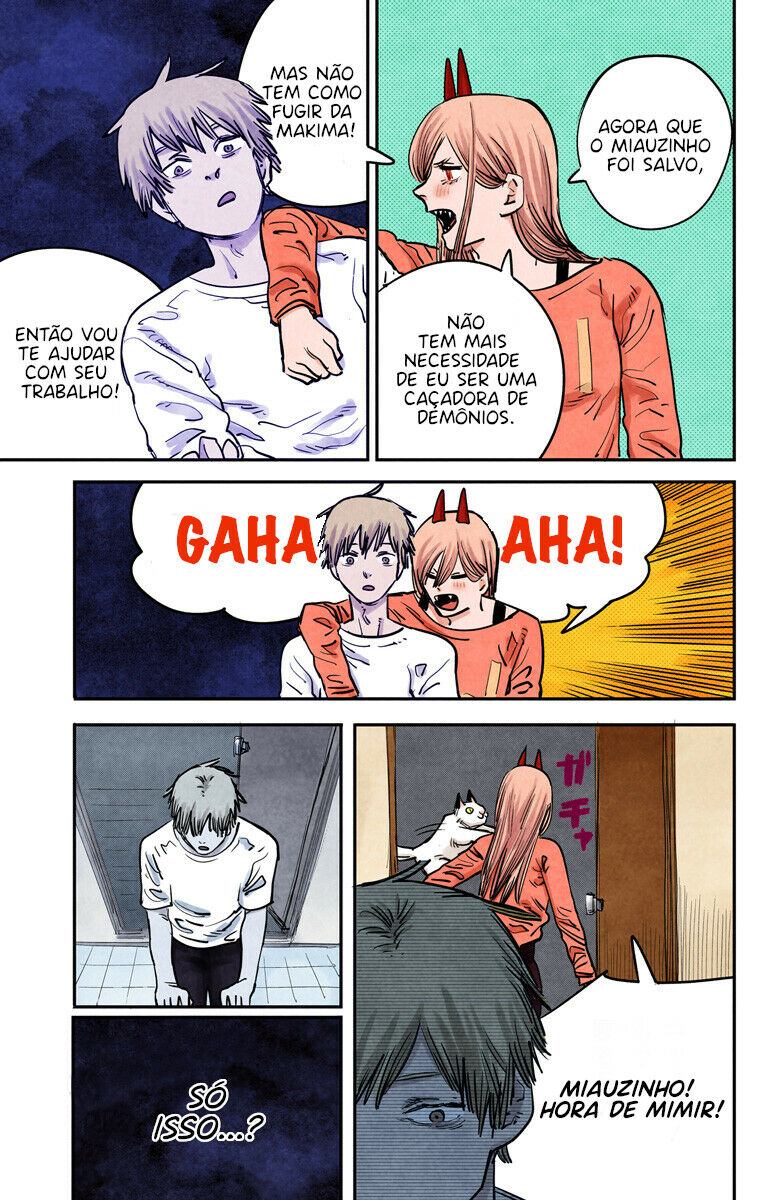 AGORA QUE
O MIAUZINHO
FOI SALVO,
NÃO
TEM MAIS
NECESSIDADE
DE EU SER UMA
CAÇADORA DE
DEMÔNIOS.
MAS NÃO
TEM COMO
FUGIR DA
MAKIMA!
ENTÃO VOU
TE AJUDAR
COM SEU
TRABALHO!
GAHA AHA!
ガチャ
MIAUZINHO!
HORA DE MIMIR!
SÓ
ISSO...?